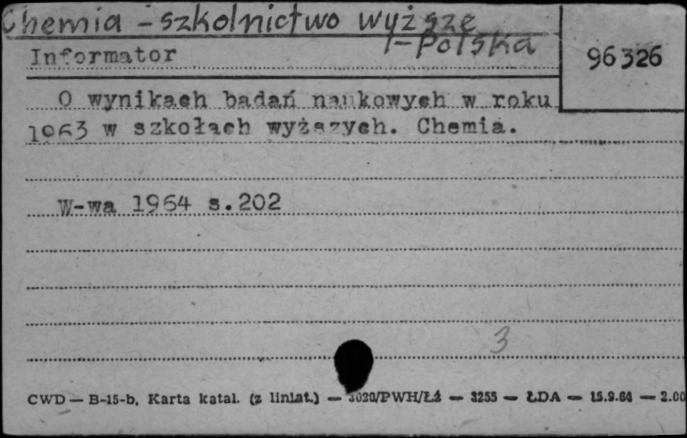 Chemia - szkolnictwo wyższe
- Polska
Informator
96326
O wynikach badań naukowych w roku
1963 w szkołach wyższych. Chemia.
W-wa 1964 s.202
3
CWD — B-15-b, Karta katal. (z liniat.) — 3020/PWH/Łź — 3255 — ŁDA — 15.9.64 — 2.00